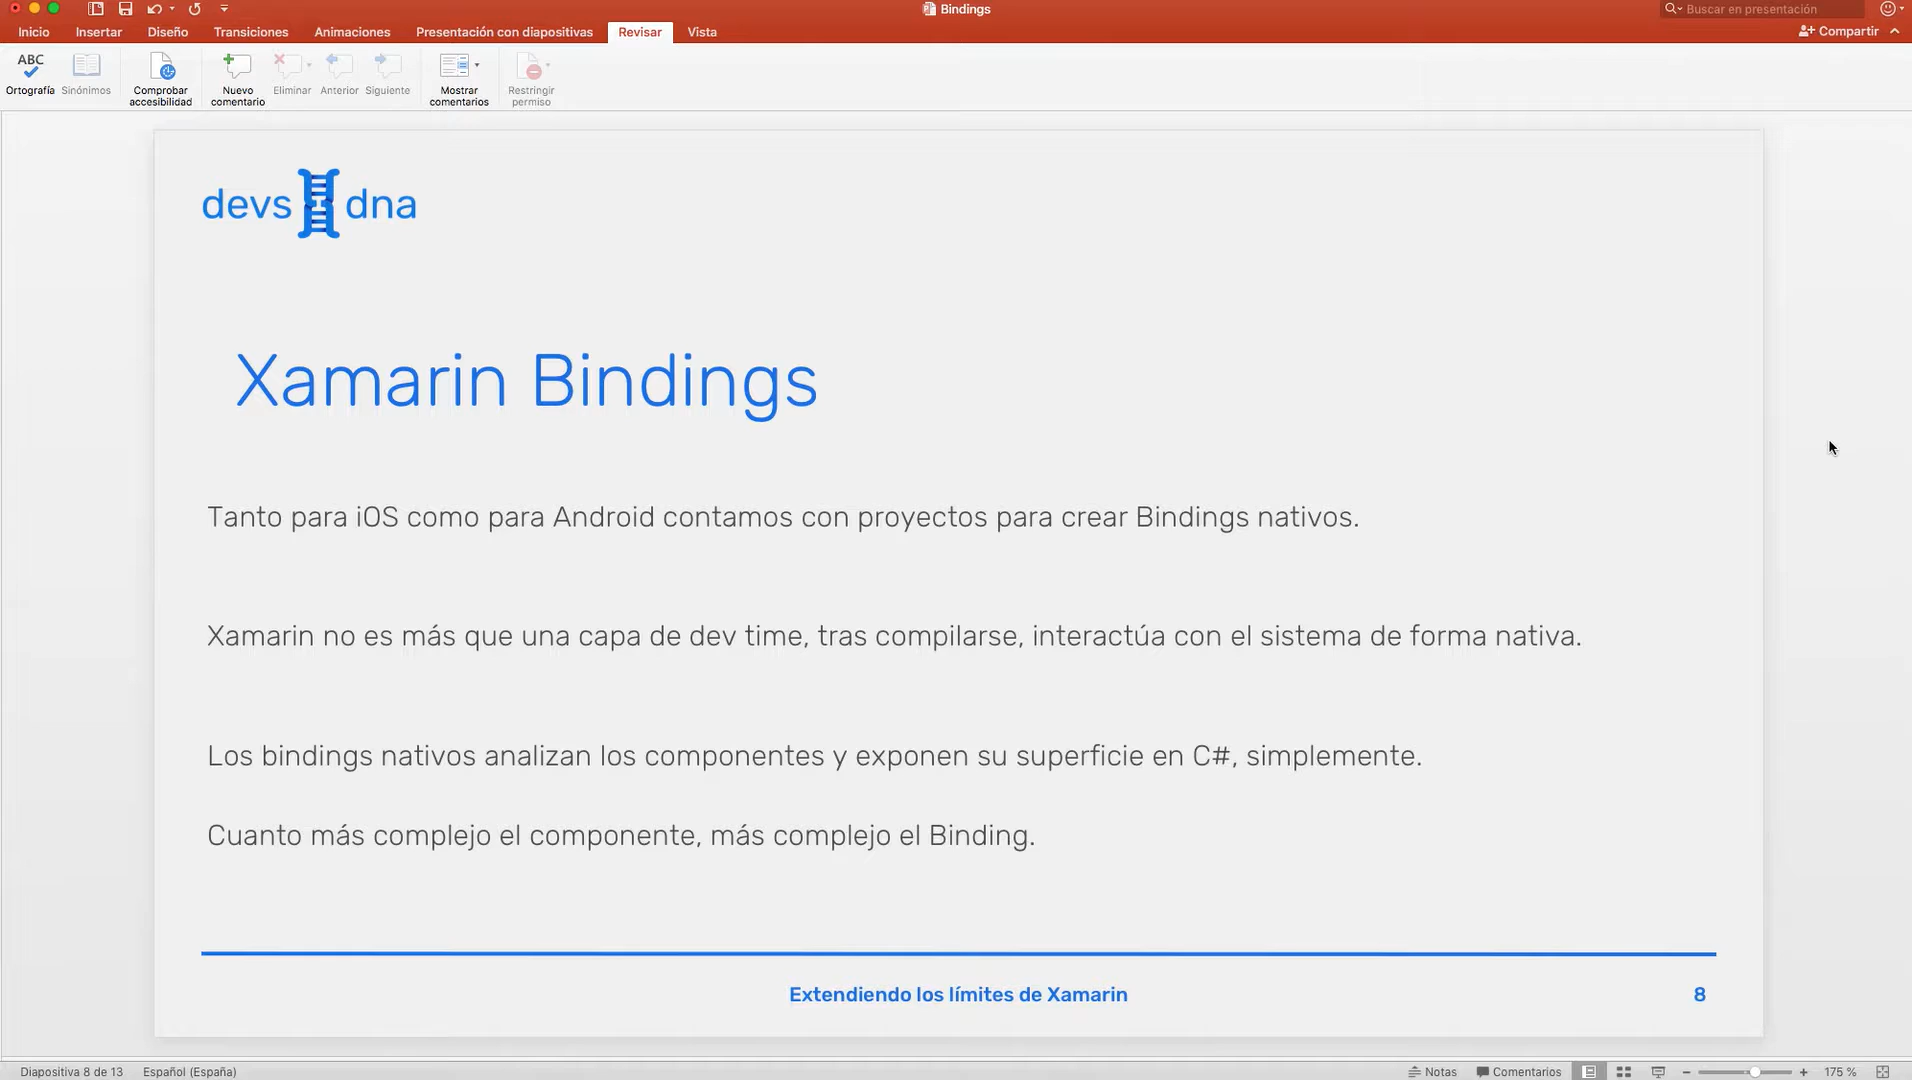 Bindings
Buscar en presentación
Inicio
Insertar
Diseño
Transiciones
Animaciones
Presentación con diapositivas
Revisar
Vista
Compartir
ABC
Ortografía
Sinónimos
Comprobar
accesibilidad
Nuevo
comentario
Eliminar
Anterior
Siguiente
Mostrar
comentarios
Restringir
permiso
devs dna
Xamarin Bindings
Tanto para iOS como para Android contamos con proyectos para crear Bindings nativos.
Xamarin no es más que una capa de dev time, tras compilarse, interactúa con el sistema de forma nativa.
Los bindings nativos analizan los componentes y exponen su superficie en C#, simplemente.
Cuanto más complejo el componente, más complejo el Binding.
Extendiendo los límites de Xamarin
8
Diapositiva 8 de 13
Español (España)
Notas
Comentarios
175 %